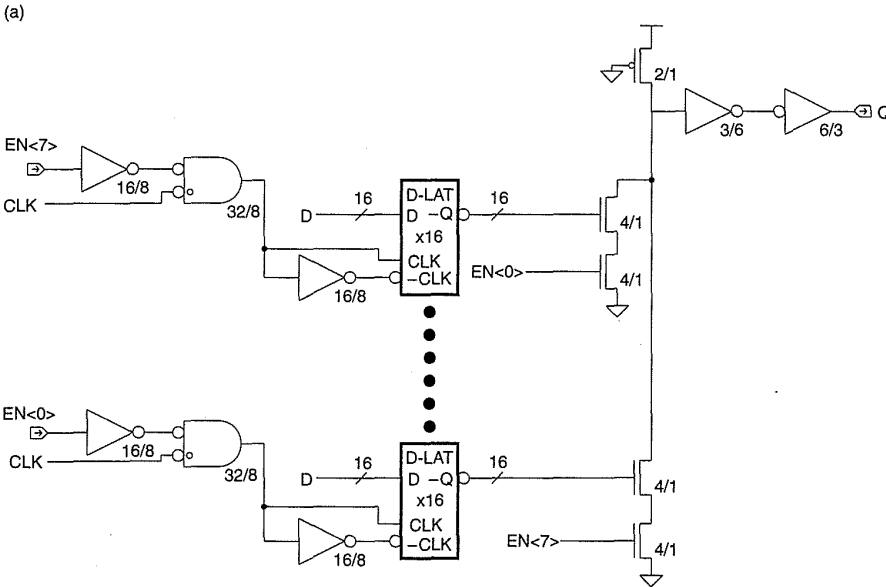 (a)
2/1
3/6
6/3
Q
EN<7>
16/8
CLK
32/8
D
16
D-LAT
D -Q
x16
CLK
-CLK
16
16/8
4/1
EN<0>
4/1
EN<0>
16/8
CLK
32/8
D
16
D-LAT
D -Q
x16
CLK
-CLK
16
16/8
4/1
EN<7>
4/1